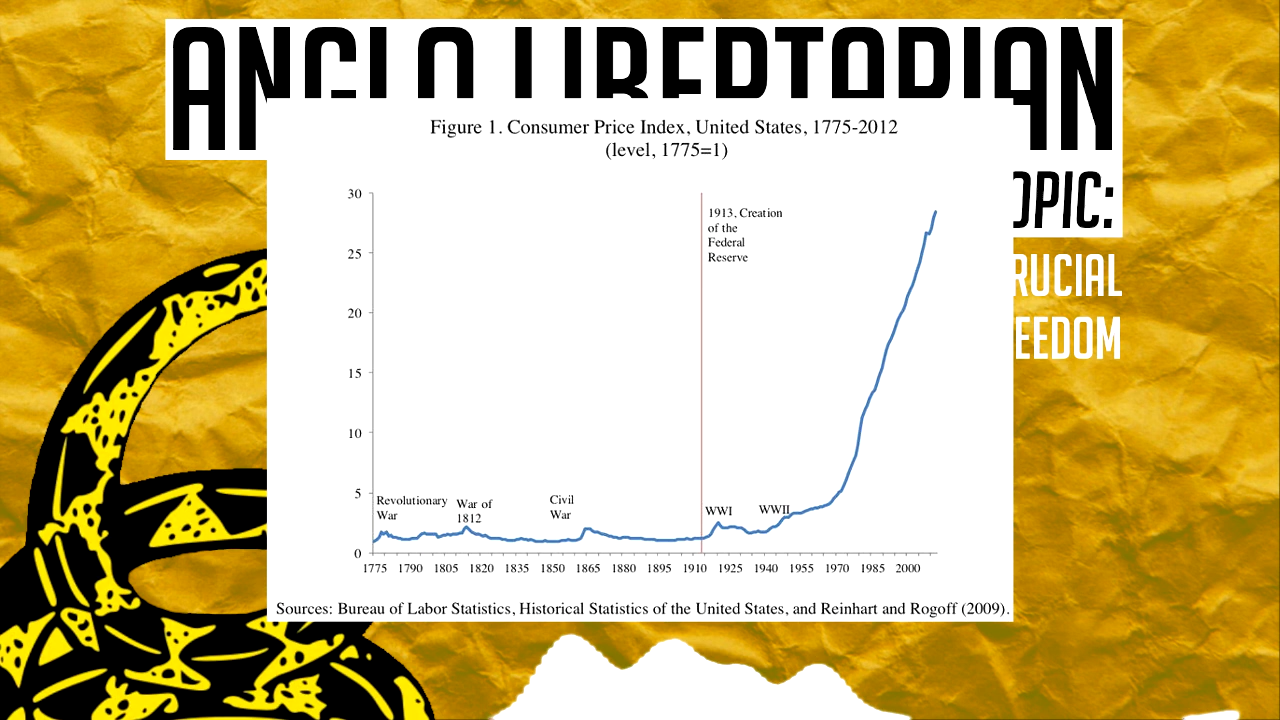 ANGLO LIBERTARIAN
OPIC:
RUCIAL
EEDOM
Figure 1. Consumer Price Index, United States, 1775-2012
(level, 1775=1)
30
25
20
15
10
5
0
1913, Creation
of the
Federal
Reserve
Revolutionary
War
War of
1812
Civil
War
WWI
WWII
1775 1790 1805 1820 1835 1850 1865 1880 1895 1910 1925 1940 1955 1970 1985 2000
Sources: Bureau of Labor Statistics, Historical Statistics of the United States, and Reinhart and Rogoff (2009).